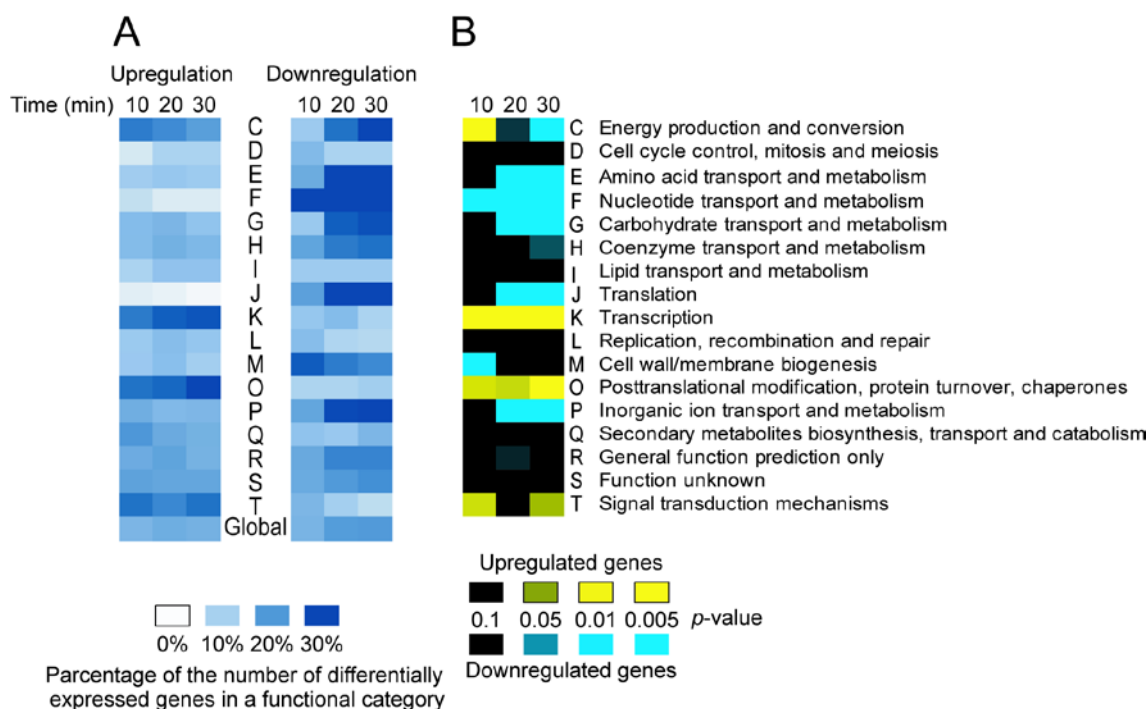 A
B
Upregulation
Downregulation
Time (min)
10 20 30
10 20 30
10 20 30
C
D
E
F
G
H
I
J
K
L
M
O
P
Q
R
S
T
Global
C Energy production and conversion
D Cell cycle control, mitosis and meiosis
E Amino acid transport and metabolism
F Nucleotide transport and metabolism
G Carbohydrate transport and metabolism
H Coenzyme transport and metabolism
I Lipid transport and metabolism
J Translation
K Transcription
L Replication, recombination and repair
M Cell wall/membrane biogenesis
O Posttranslational modification, protein turnover, chaperones
P Inorganic ion transport and metabolism
Q Secondary metabolites biosynthesis, transport and catabolism
R General function prediction only
S Function unknown
T Signal transduction mechanisms
0% 10% 20% 30%
Percentage of the number of differentially
expressed genes in a functional category
Upregulated genes
0.1 0.05 0.01 0.005 p-value
Downregulated genes